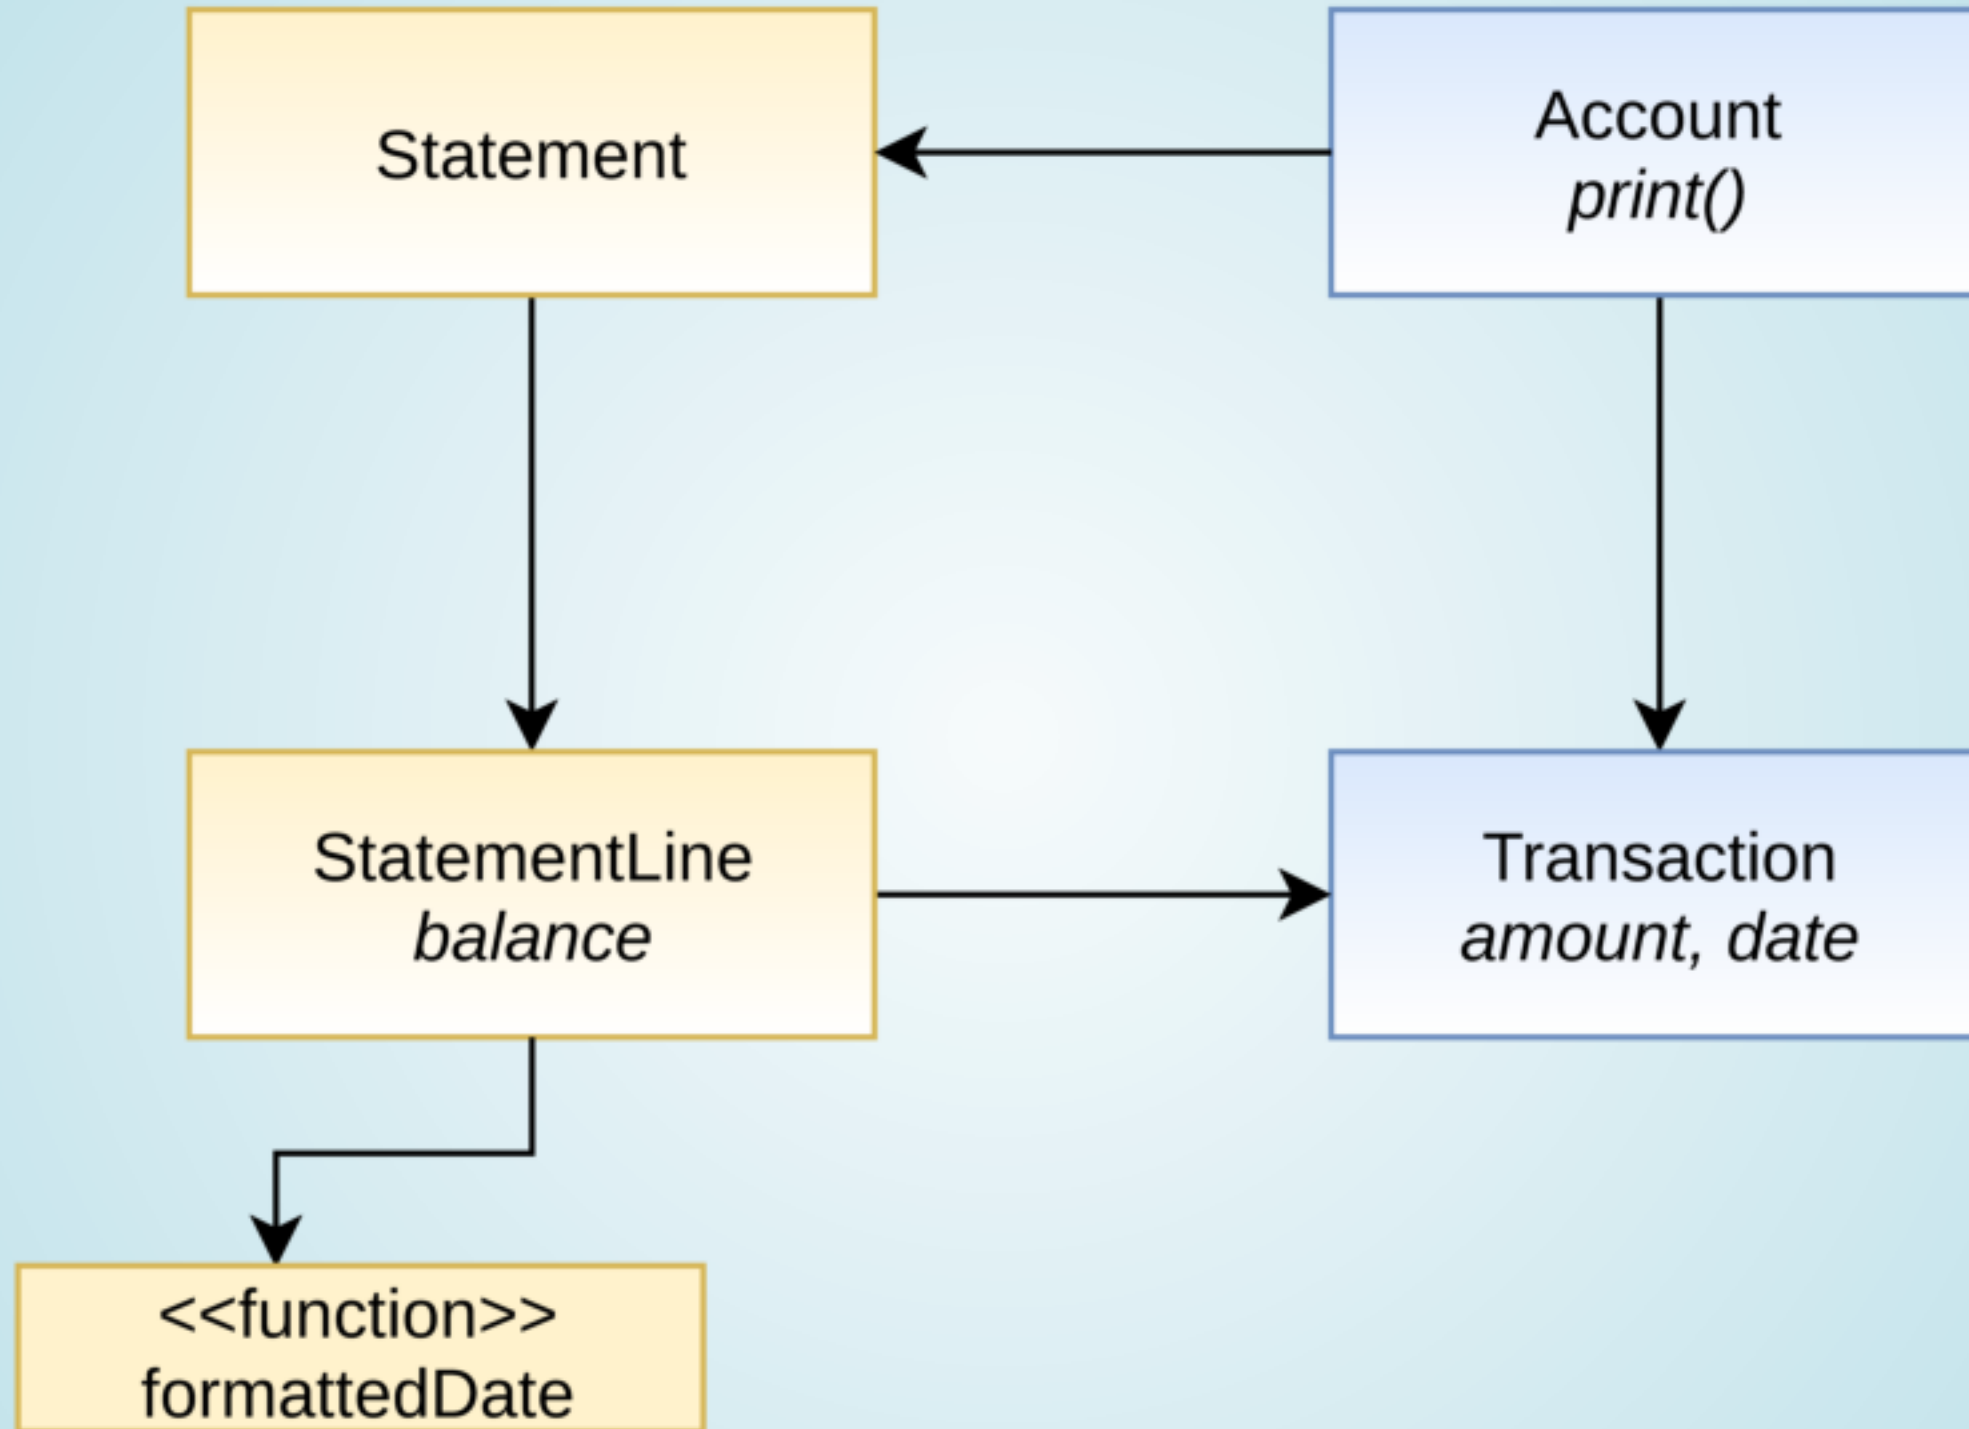 Statement
Account
print()
StatementLine
balance
Transaction
amount, date
<<function>>
formattedDate